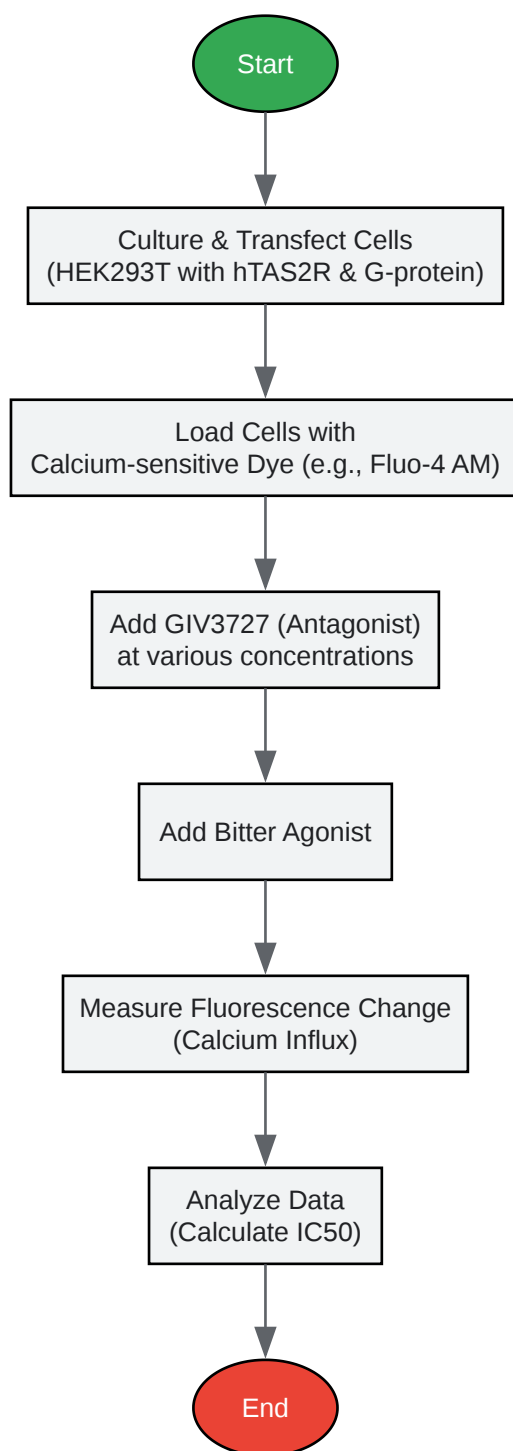 Start
Culture & Transfect Cells
(HEK293T with hTAS2R & G-protein)
Load Cells with
Calcium-sensitive Dye (e.g., Fluo-4 AM)
Add GIV3727 (Antagonist)
at various concentrations
Add Bitter Agonist
Measure Fluorescence Change
(Calcium Influx)
Analyze Data
(Calculate IC50)
End